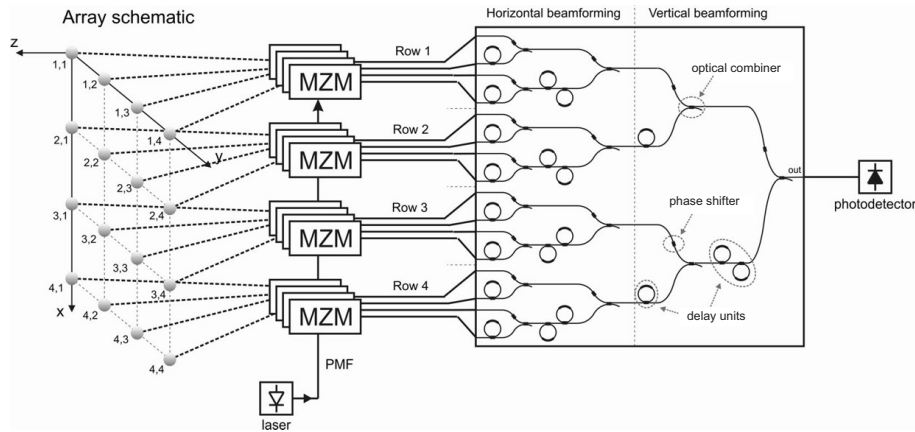 Array schematic
Horizontal beamforming
Vertical beamforming
z
1,1
1,2
1,3
1,4
y
2,1
2,2
2,3
2,4
3,1
3,2
3,3
3,4
4,1
x
4,2
4,3
4,4
MZM
Row 1
MZM
Row 2
MZM
Row 3
MZM
Row 4
PMF
laser
optical combiner
out
photodetector
phase shifter
delay units